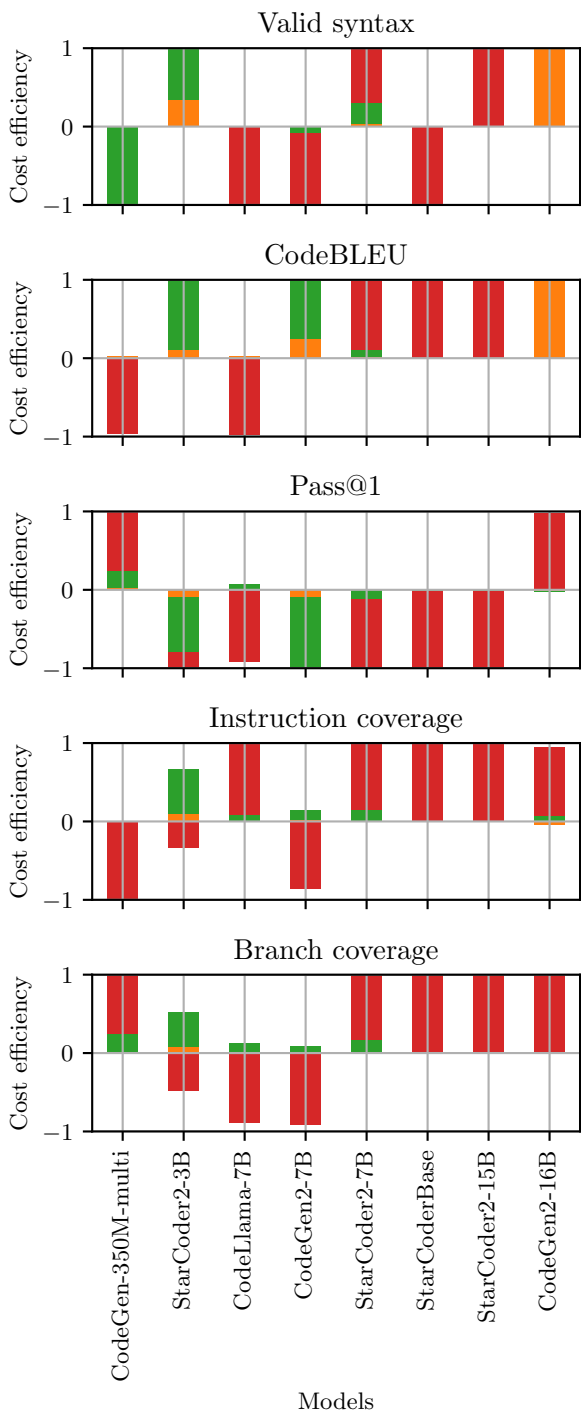 Valid syntax
Cost efficiency
1
0
−1
CodeBLEU
Cost efficiency
1
0
−1
Pass@1
Cost efficiency
1
0
−1
Instruction coverage
Cost efficiency
1
0
−1
Branch coverage
Cost efficiency
1
0
−1
CodeGen-350M-multi
StarCoder2-3B
CodeLlama-7B
CodeGen2-7B
StarCoder2-7B
StarCoderBase
StarCoder2-15B
CodeGen2-16B
Models